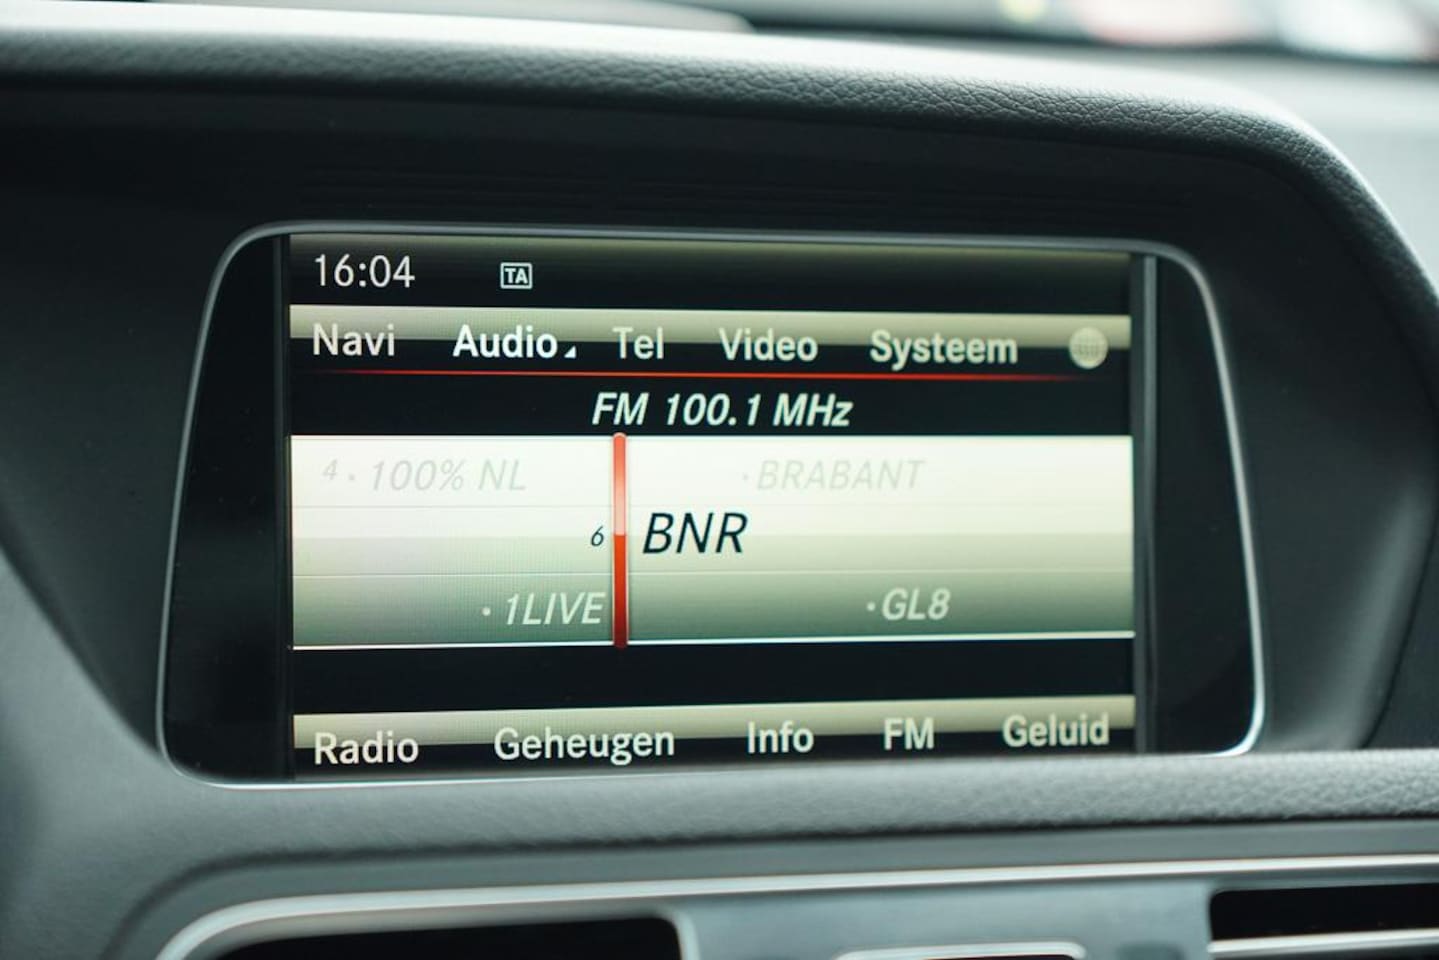 16:04 TA
Navi Audio Tel Video Systeem
FM 100.1 MHz
4 · 100% NL · BRABANT
6 BNR
· 1LIVE · GL8
Radio Geheugen Info FM Geluid